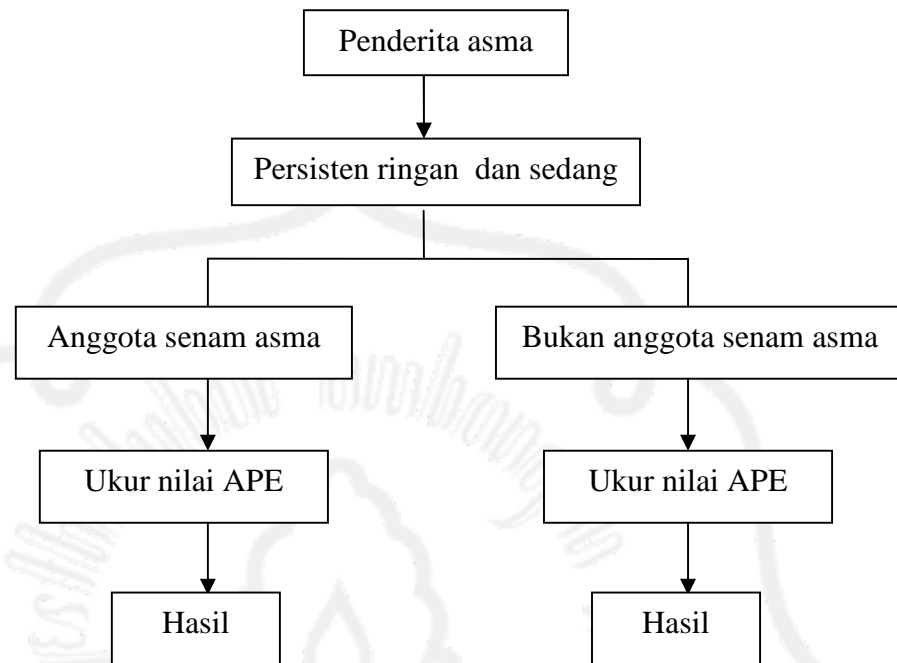 Penderita asma
Persisten ringan dan sedang
Anggota senam asma
Bukan anggota senam asma
Ukur nilai APE
Ukur nilai APE
Hasil
Hasil